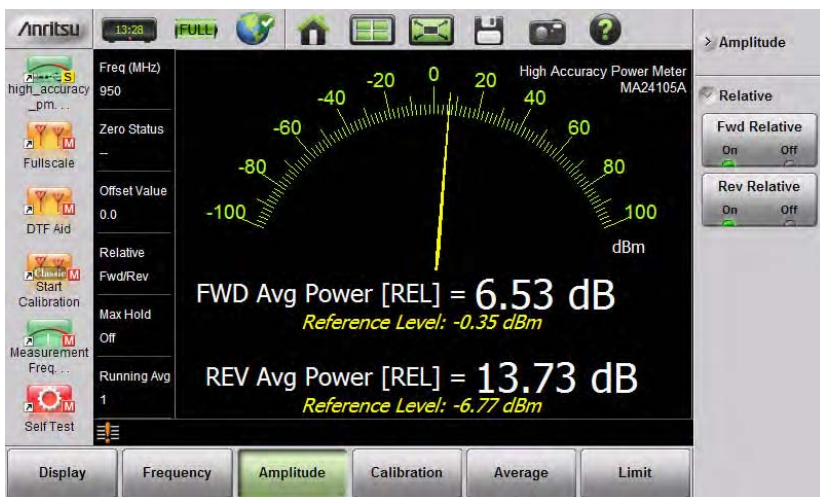 Anritsu
13:28
(FULL)
?
S
high_accuracy
_pm. . .
M
Fullscale
M
DTF Aid
Classic M
Start
Calibration
M
Measurement
Freq. . .
M
Self Test
Freq (MHz)
950
Zero Status
--
Offset Value
0.0
Relative
Fwd/Rev
Max Hold
Off
Running Avg
1
High Accuracy Power Meter
MA24105A
-100
-80
-60
-40
-20
0
20
40
60
80
100
dBm
FWD Avg Power [REL] = 6.53 dB
Reference Level: -0.35 dBm
REV Avg Power [REL] = 13.73 dB
Reference Level: -6.77 dBm
> Amplitude
Relative
Fwd Relative
On Off
Rev Relative
On Off
Display
Frequency
Amplitude
Calibration
Average
Limit